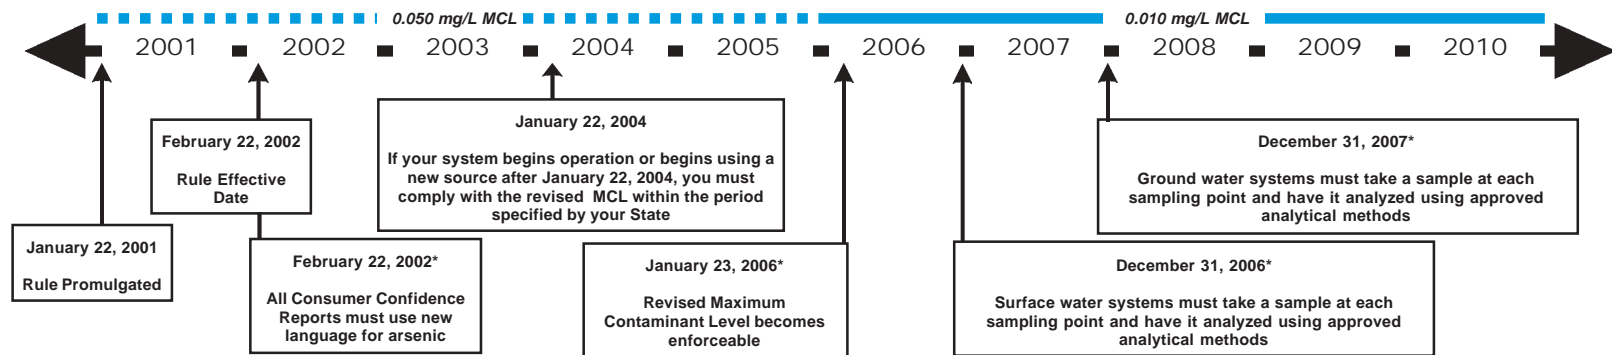 0.050 mg/L MCL
0.010 mg/L MCL
2001 2002 2003 2004 2005 2006 2007 2008 2009 2010
January 22, 2001
Rule Promulgated
February 22, 2002
Rule Effective
Date
February 22, 2002*
All Consumer Confidence
Reports must use new
language for arsenic
January 22, 2004
If your system begins operation or begins using a
new source after January 22, 2004, you must
comply with the revised MCL within the period
specified by your State
January 23, 2006*
Revised Maximum
Contaminant Level becomes
enforceable
December 31, 2006*
Surface water systems must take a sample at each
sampling point and have it analyzed using approved
analytical methods
December 31, 2007*
Ground water systems must take a sample at each
sampling point and have it analyzed using approved
analytical methods